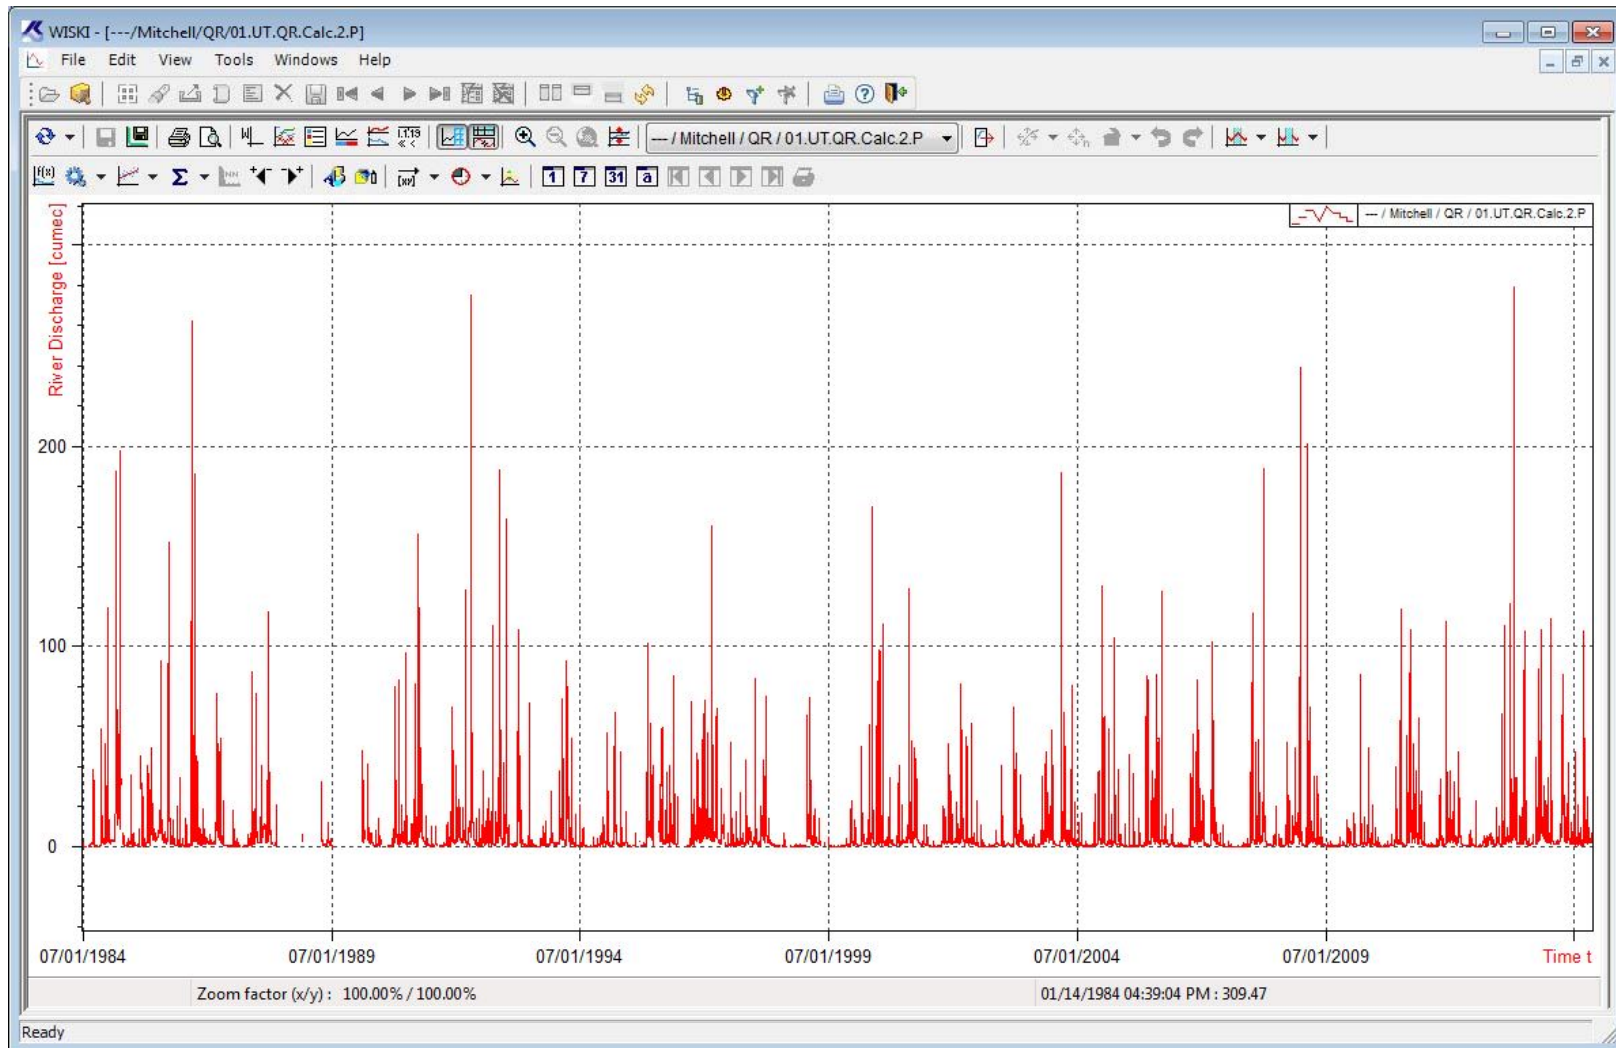 WISKI - [---/Mitchell/QR/01.UT.QR.Calc.2.P]
File Edit View Tools Windows Help
--- / Mitchell / QR / 01.UT.QR.Calc.2.P
1 7 31 a
--- / Mitchell / QR / 01.UT.QR.Calc.2.P
River Discharge [cumec]
200
100
0
07/01/1984 07/01/1989 07/01/1994 07/01/1999 07/01/2004 07/01/2009 Time t
Zoom factor (x/y) : 100.00% / 100.00% 01/14/1984 04:39:04 PM : 309.47
Ready